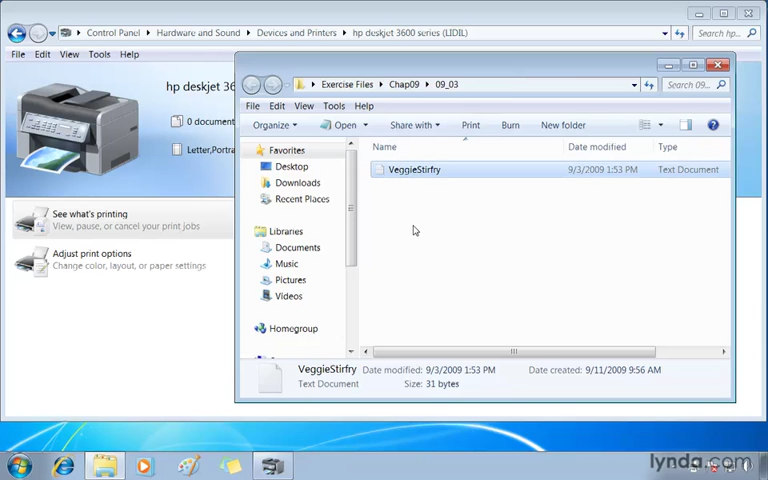 Control Panel Hardware and Sound Devices and Printers hp deskjet 3600 series (LIDIL) Search hp...
File Edit View Tools Help
hp deskjet 36
0 document
Letter,Portra
See what's printing
View, pause, or cancel your print jobs
Adjust print options
Change color, layout, or paper settings
Exercise Files Chap09 09_03 Search 09...
File Edit View Tools Help
Organize Open Share with Print Burn New folder
Favorites
Desktop
Downloads
Recent Places
Libraries
Documents
Music
Pictures
Videos
Homegroup
Name Date modified Type
VeggieStirfry 9/3/2009 1:53 PM Text Document
VeggieStirfry Date modified: 9/3/2009 1:53 PM Date created: 9/11/2009 9:56 AM
Text Document Size: 31 bytes
lynda.com